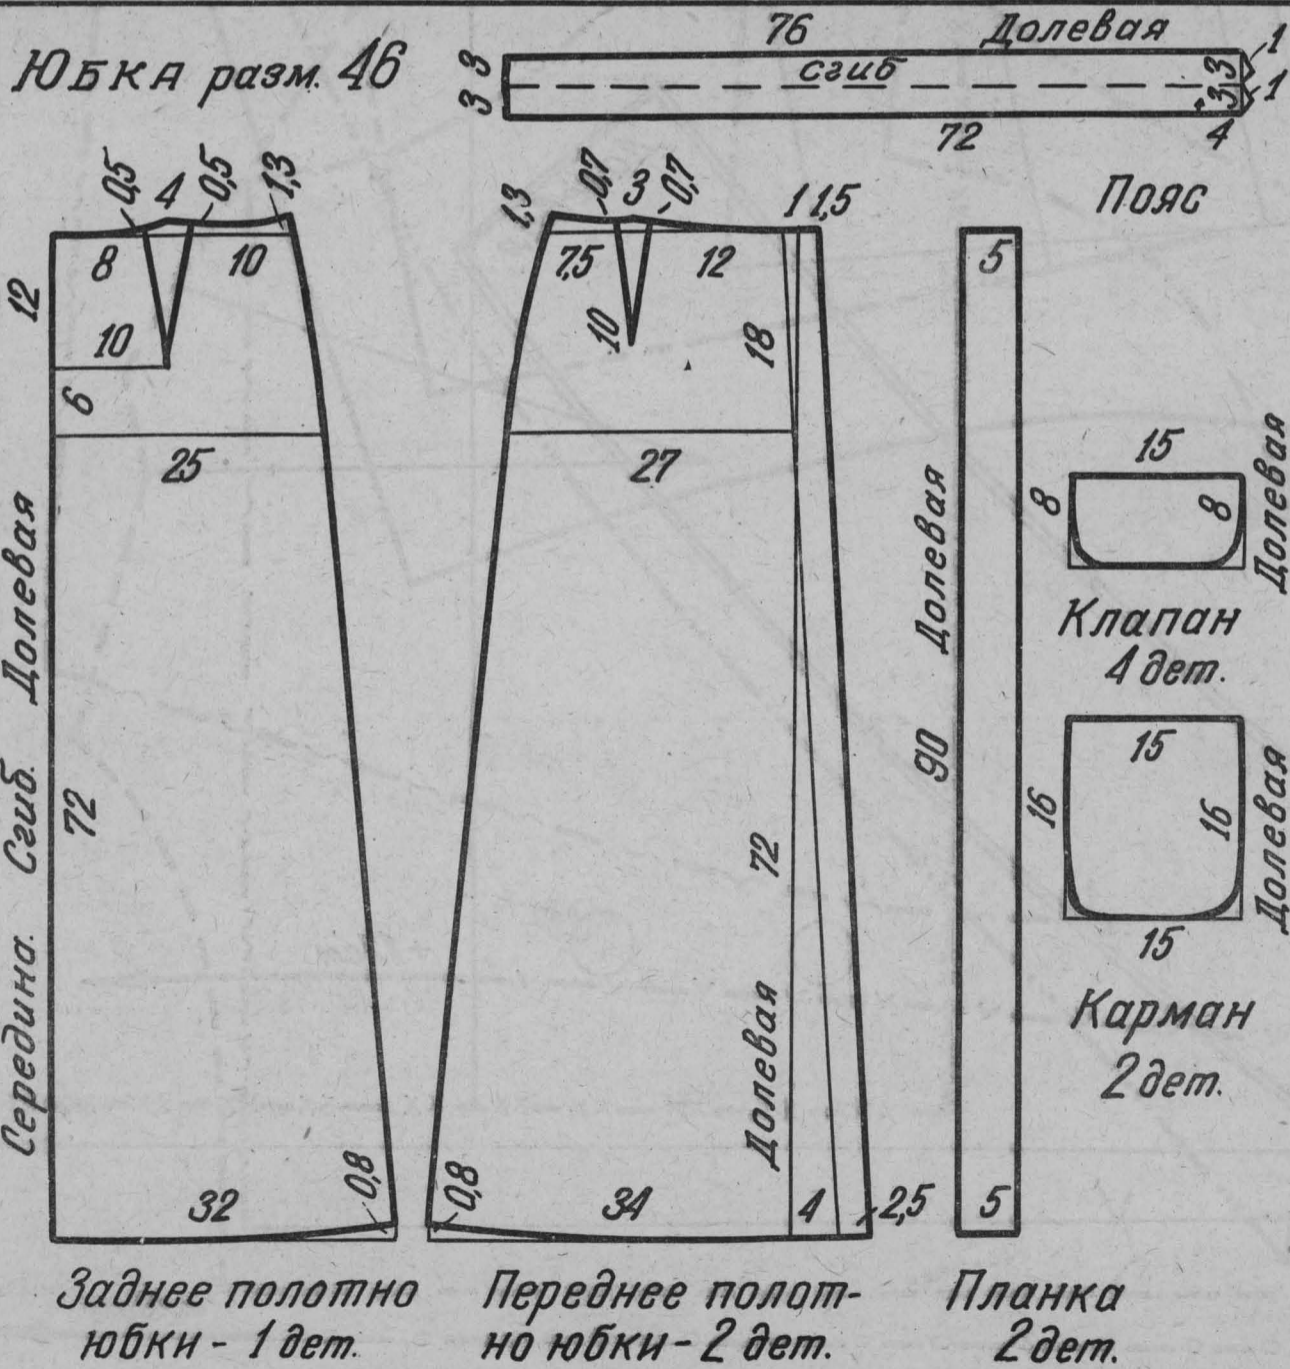 Юбка разм. 46
76 Долевая
3 3 1
сгиб
3 3 1
72 4
Пояс
0,5 4 0,5 1,3
8 10
12
10
6
25
Долевая
Сгиб.
Середина.
72
32 0,8
Заднее полотно
юбки - 1 дет.
1,3 0,7 3 0,7 1 1,5
7,5 12
10 18
27
72
Долевая
0,8 34 4 2,5
Переднее полот-
но юбки - 2 дет.
5
Долевая
90
5
Планка
2 дет.
15
8 8 Долевая
Клапан
4 дет.
15
16 16 Долевая
15
Карман
2 дет.